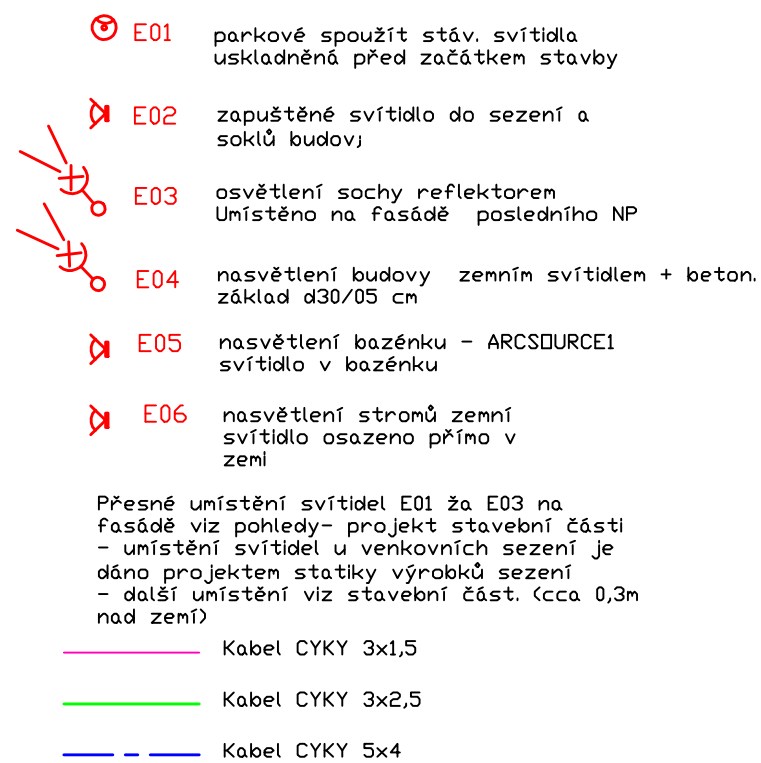 E01 parkové spoužít stáv. svítidla
uskladněná před začátkem stavby
E02 zapuštěné svítidlo do sezení a
soklů budov;
E03 osvětlení sochy reflektorem
Umístěno na fasádě posledního NP
E04 nasvětlení budovy zemním svítidlem + beton.
základ d30/05 cm
E05 nasvětlení bazénku - ARCS□URCE1
svítidlo v bazénku
E06 nasvětlení stromů zemní
svítidlo osazeno přímo v
zemi
Přesné umístění svítidel E01 ža E03 na
fasádě viz pohledy- projekt stavební části
- umístění svítidel u venkovních sezení je
dáno projektem statiky výrobků sezení
- další umístění viz stavební část. (cca 0,3m
nad zemí)
Kabel CYKY 3x1,5
Kabel CYKY 3x2,5
Kabel CYKY 5x4